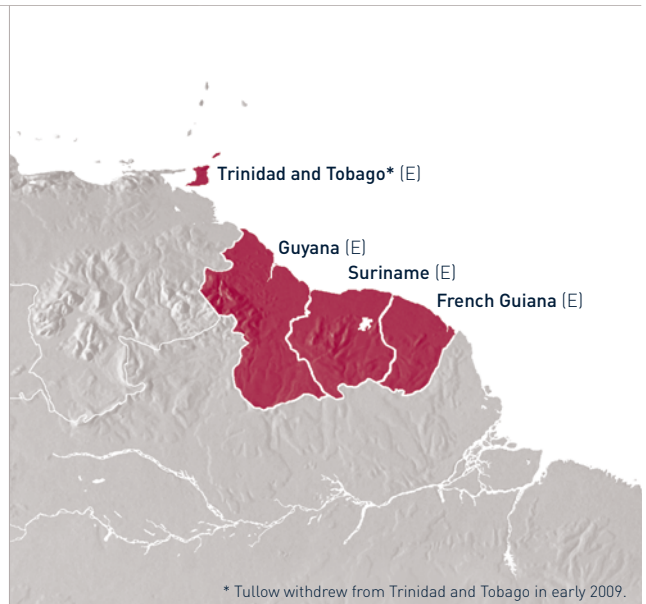 Trinidad and Tobago* (E)
Guyana (E)
Suriname (E)
French Guiana (E)
* Tullow withdrew from Trinidad and Tobago in early 2009.